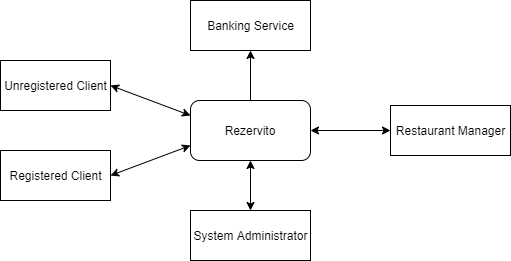 Banking Service
Unregistered Client
Rezervito
Restaurant Manager
Registered Client
System Administrator